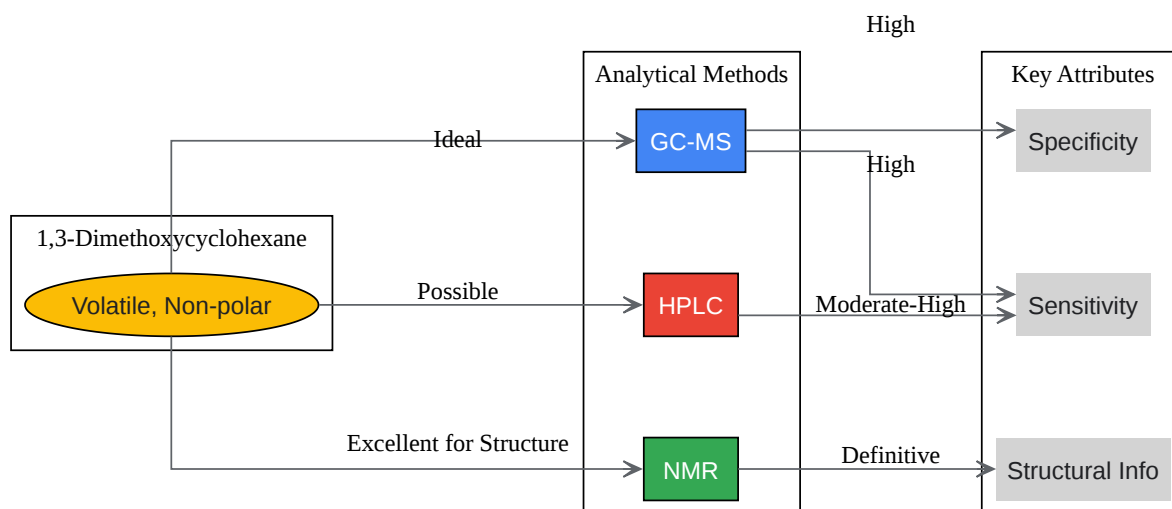 High
Analytical Methods
Key Attributes
Ideal
GC-MS
Specificity
High
1,3-Dimethoxycyclohexane
Volatile, Non-polar
Possible
HPLC
Moderate-High
Sensitivity
Excellent for Structure
NMR
Definitive
Structural Info